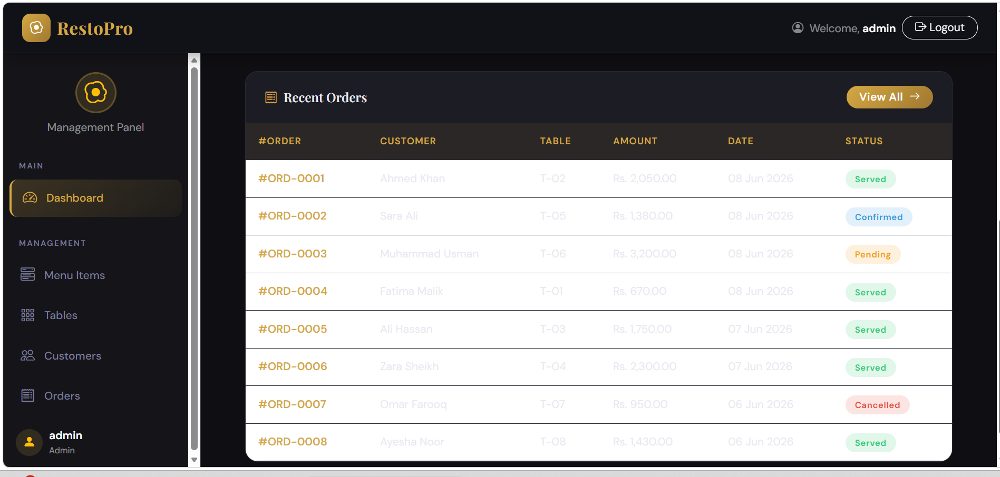 RestoPro
Welcome, admin
Logout
Management Panel
MAIN
Dashboard
MANAGEMENT
Menu Items
Tables
Customers
Orders
admin
Admin
Recent Orders
View All →
#ORDER CUSTOMER TABLE AMOUNT DATE STATUS
#ORD-0001 Ahmed Khan T-02 Rs. 2,050.00 08 Jun 2026 Served
#ORD-0002 Sara Ali T-05 Rs. 1,380.00 08 Jun 2026 Confirmed
#ORD-0003 Muhammad Usman T-06 Rs. 3,200.00 08 Jun 2026 Pending
#ORD-0004 Fatima Malik T-01 Rs. 670.00 08 Jun 2026 Served
#ORD-0005 Ali Hassan T-03 Rs. 1,750.00 07 Jun 2026 Served
#ORD-0006 Zara Sheikh T-04 Rs. 2,300.00 07 Jun 2026 Served
#ORD-0007 Omar Farooq T-07 Rs. 950.00 06 Jun 2026 Cancelled
#ORD-0008 Ayesha Noor T-08 Rs. 1,430.00 06 Jun 2026 Served